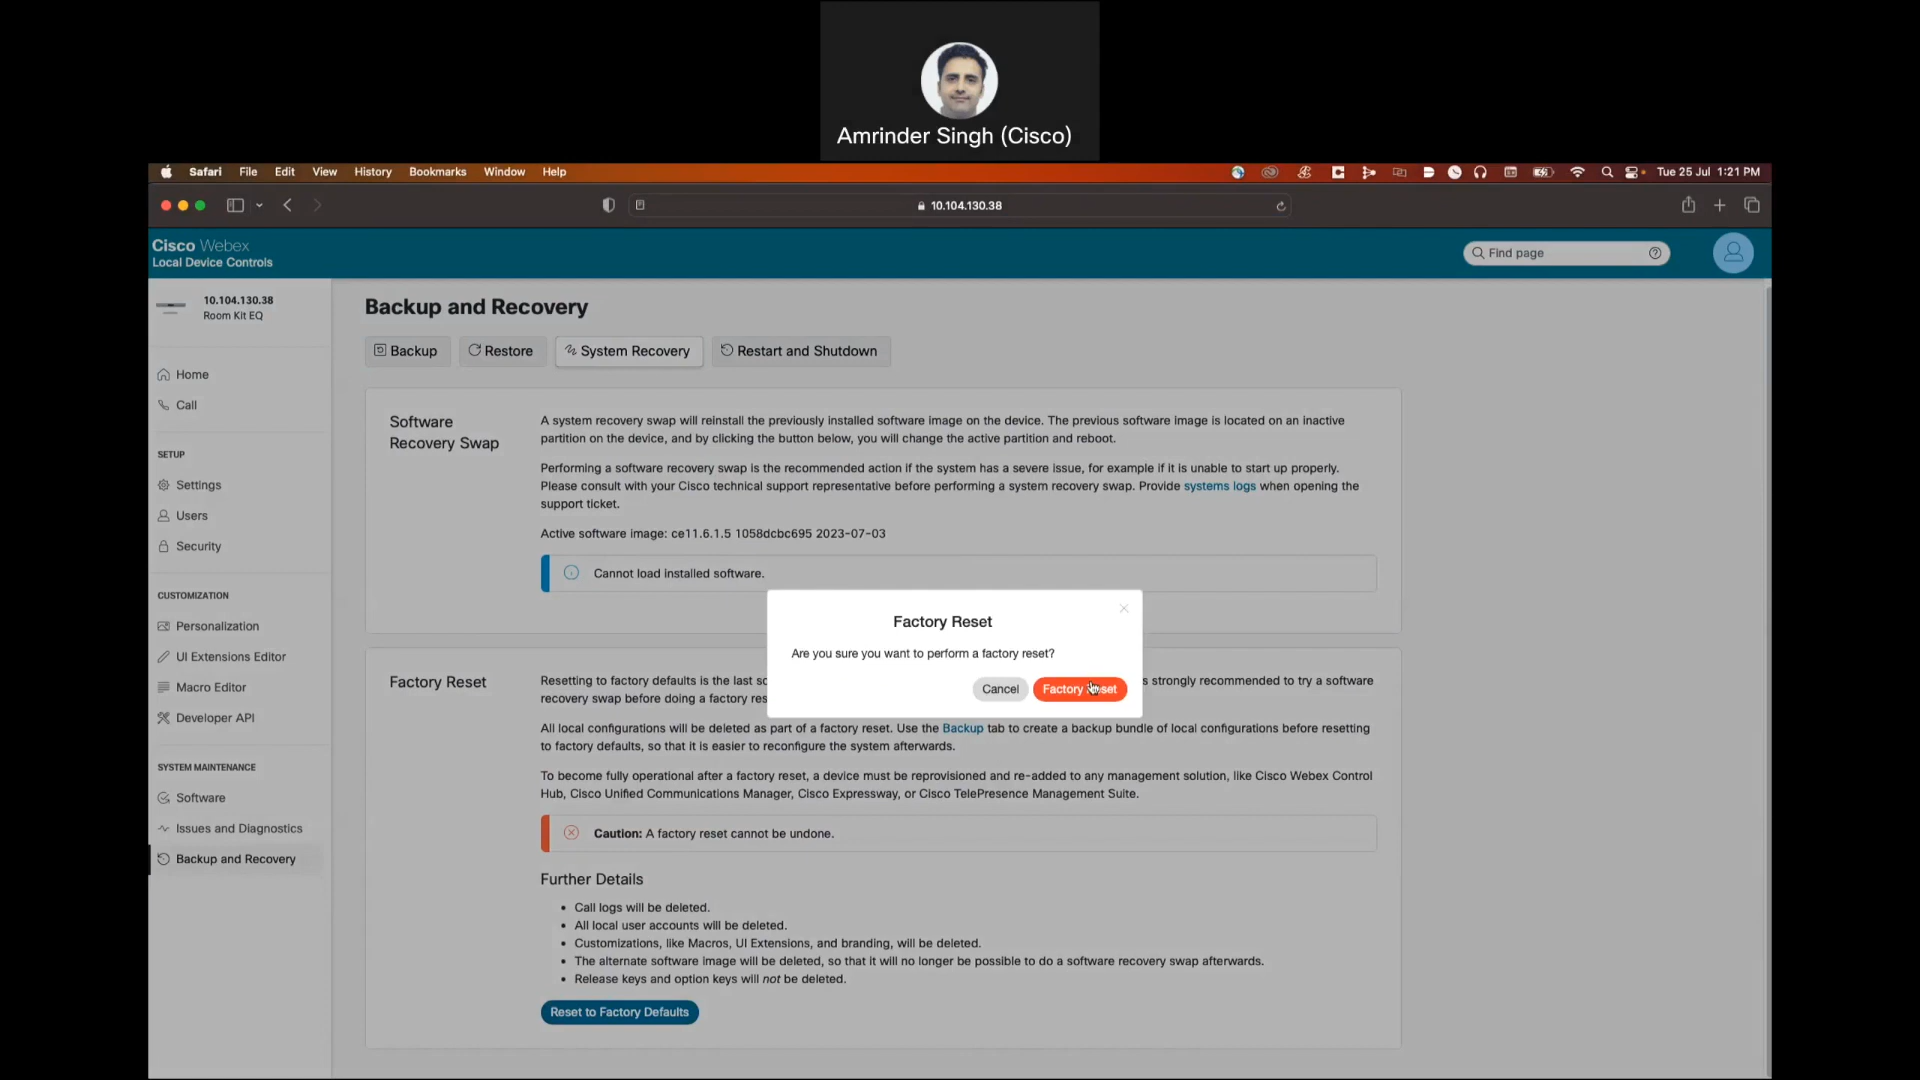 Amrinder Singh (Cisco)
Safari File Edit View History Bookmarks Window Help
Tue 25 Jul 1:21 PM
10.104.130.38
Cisco Webex
Local Device Controls
Find page
10.104.130.38
Room Kit EQ
Home
Call
SETUP
Settings
Users
Security
CUSTOMIZATION
Personalization
UI Extensions Editor
Macro Editor
Developer API
SYSTEM MAINTENANCE
Software
Issues and Diagnostics
Backup and Recovery
Backup and Recovery
Backup Restore System Recovery Restart and Shutdown
Software
Recovery Swap
A system recovery swap will reinstall the previously installed software image on the device. The previous software image is located on an inactive
partition on the device, and by clicking the button below, you will change the active partition and reboot.
Performing a software recovery swap is the recommended action if the system has a severe issue, for example if it is unable to start up properly.
Please consult with your Cisco technical support representative before performing a system recovery swap. Provide systems logs when opening the
support ticket.
Active software image: ce11.6.1.5 1058dcbc695 2023-07-03
Cannot load installed software.
Factory Reset
Are you sure you want to perform a factory reset?
Cancel Factory Reset
Factory Reset
Resetting to factory defaults is the last strongly recommended to try a software
recovery swap before doing a factory
All local configurations will be deleted as part of a factory reset. Use the Backup tab to create a backup bundle of local configurations before resetting
to factory defaults, so that it is easier to reconfigure the system afterwards.
To become fully operational after a factory reset, a device must be reprovisioned and re-added to any management solution, like Cisco Webex Control
Hub, Cisco Unified Communications Manager, Cisco Expressway, or Cisco TelePresence Management Suite.
Caution: A factory reset cannot be undone.
Further Details
• Call logs will be deleted.
• All local user accounts will be deleted.
• Customizations, like Macros, UI Extensions, and branding, will be deleted.
• The alternate software image will be deleted, so that it will no longer be possible to do a software recovery swap afterwards.
• Release keys and option keys will not be deleted.
Reset to Factory Defaults